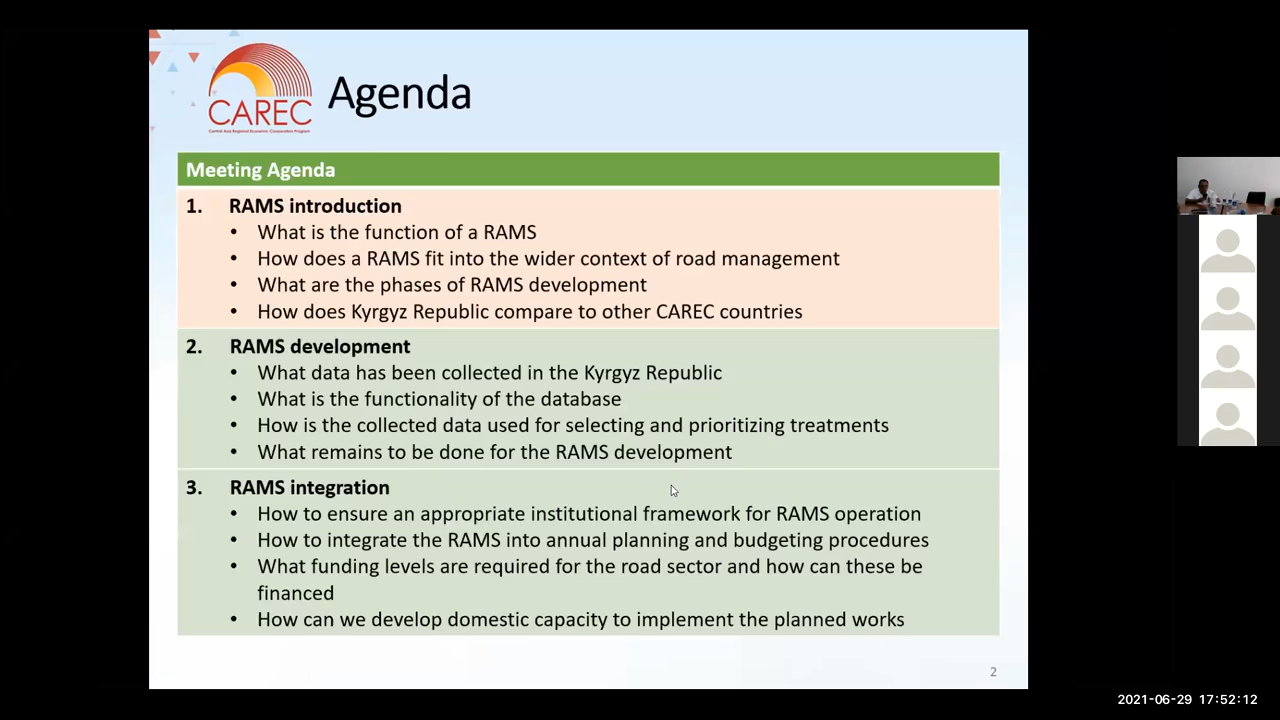 CAREC
Central Asia Regional Economic Cooperation Program
Agenda
Meeting Agenda
1. RAMS introduction
• What is the function of a RAMS
• How does a RAMS fit into the wider context of road management
• What are the phases of RAMS development
• How does Kyrgyz Republic compare to other CAREC countries
2. RAMS development
• What data has been collected in the Kyrgyz Republic
• What is the functionality of the database
• How is the collected data used for selecting and prioritizing treatments
• What remains to be done for the RAMS development
3. RAMS integration
• How to ensure an appropriate institutional framework for RAMS operation
• How to integrate the RAMS into annual planning and budgeting procedures
• What funding levels are required for the road sector and how can these be
financed
• How can we develop domestic capacity to implement the planned works
2
2021-06-29 17:52:12